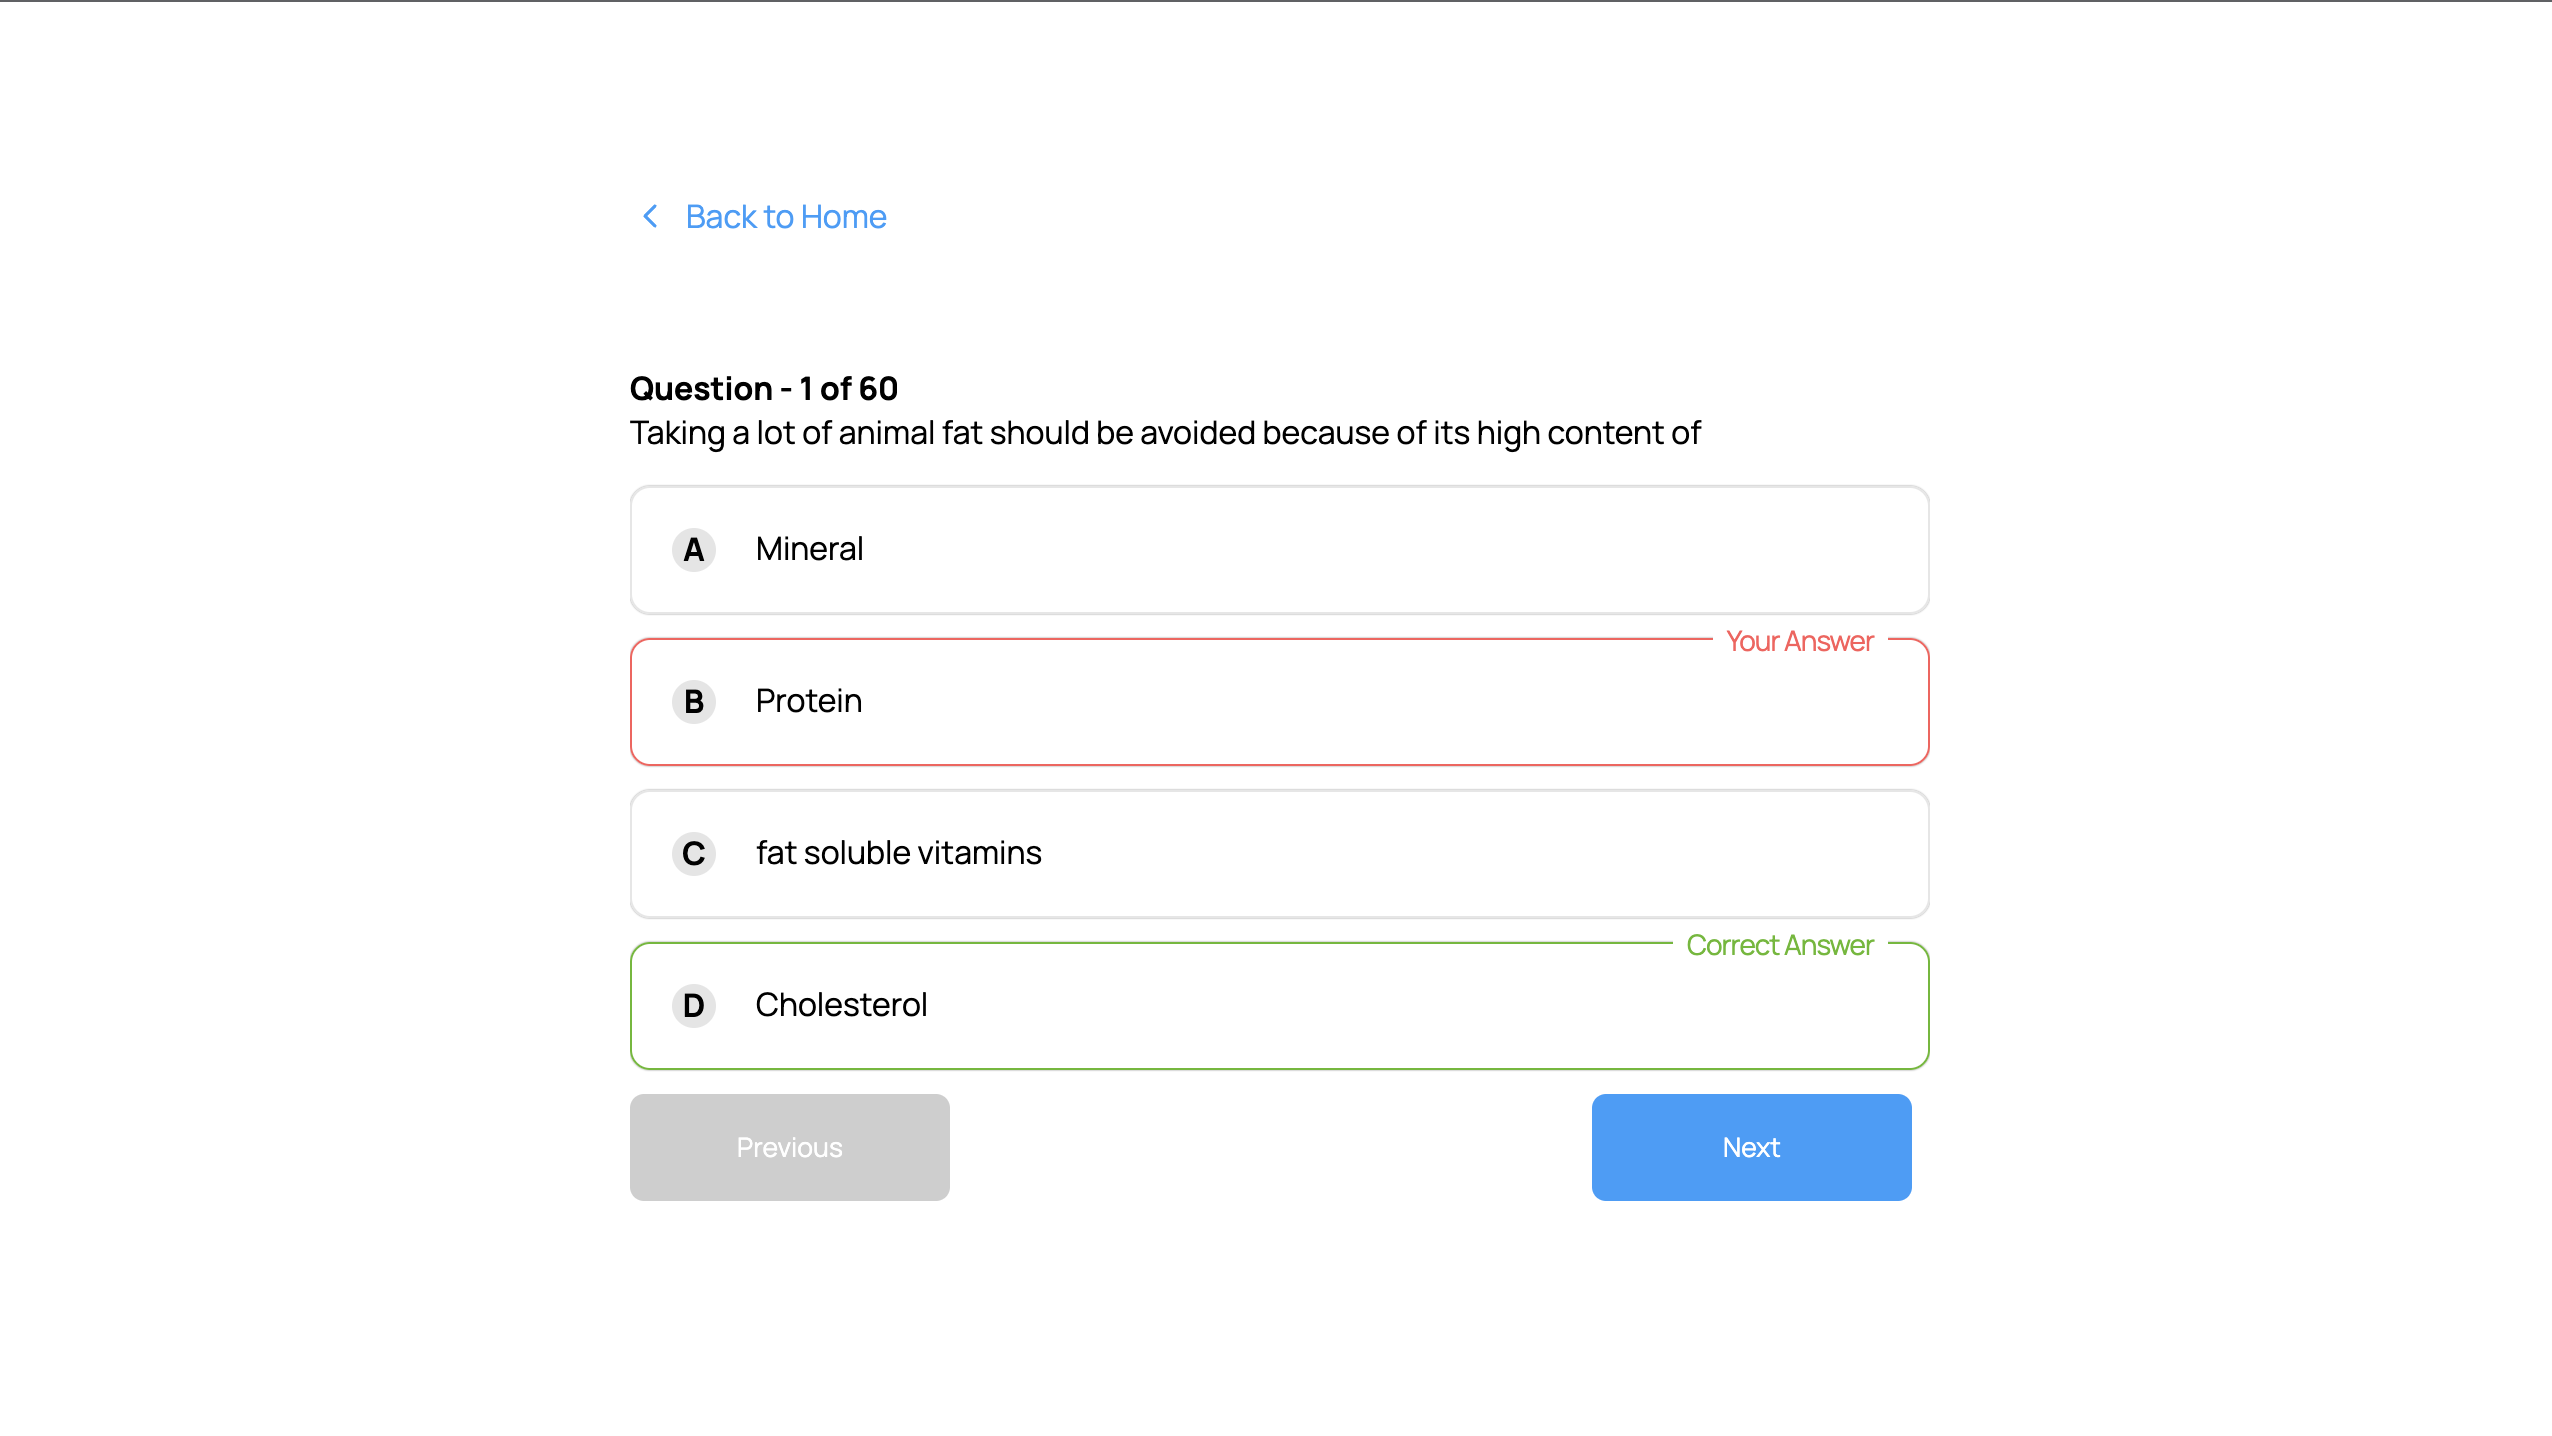 Back to Home
Question - 1 of 60
Taking a lot of animal fat should be avoided because of its high content of
A Mineral
Your Answer
B Protein
C fat soluble vitamins
Correct Answer
D Cholesterol
Previous Next